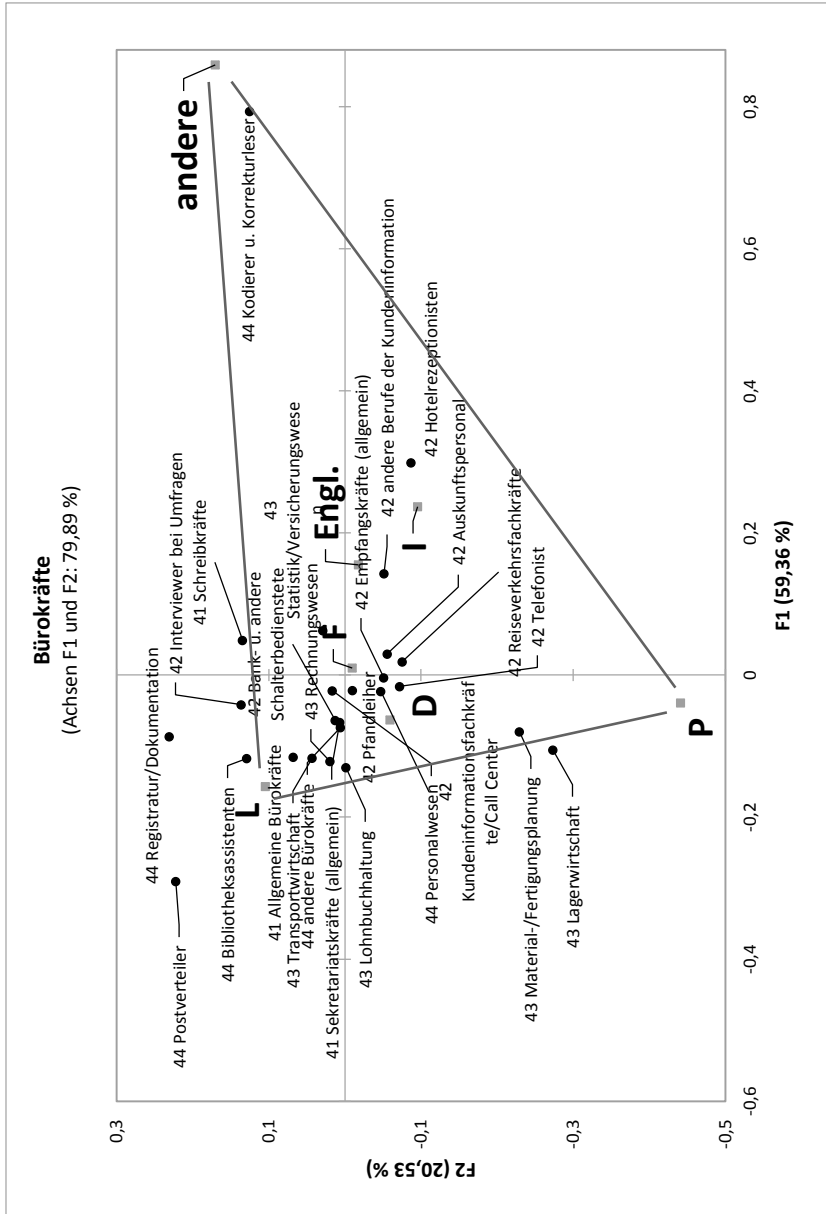 Bürokräfte
(Achsen F1 und F2: 79,89 %)
44 Registratur/Dokumentation
42 Interviewer bei Umfragen
41 Schreibkräfte
44 Postverteiler
44 Bibliotheksassistenten
42 Bank- u. andere
Schalterbedienstete
43
Statistik/Versicherungswese
n
andere
44 Kodierer u. Korrekturleser
L
41 Allgemeine Bürokräfte
43 Transportwirtschaft
44 andere Bürokräfte
41 Sekretariatskräfte (allgemein)
43 Rechnungswesen
F
Engl.
43 Lohnbuchhaltung
42 Pfandleiher
42 Empfangskräfte (allgemein)
42 andere Berufe der Kundeninformation
I
42 Hotelrezeptionisten
D
44 Personalwesen
42
Kundeninformationsfachkräf
te/Call Center
42 Auskunftspersonal
42 Reiseverkehrsfachkräfte
42 Telefonist
43 Material-/Fertigungsplanung
43 Lagerwirtschaft
P
0,3
0,1
-0,1
-0,3
-0,5
F2 (20,53 %)
-0,6
-0,4
-0,2
0
0,2
0,4
0,6
0,8
F1 (59,36 %)